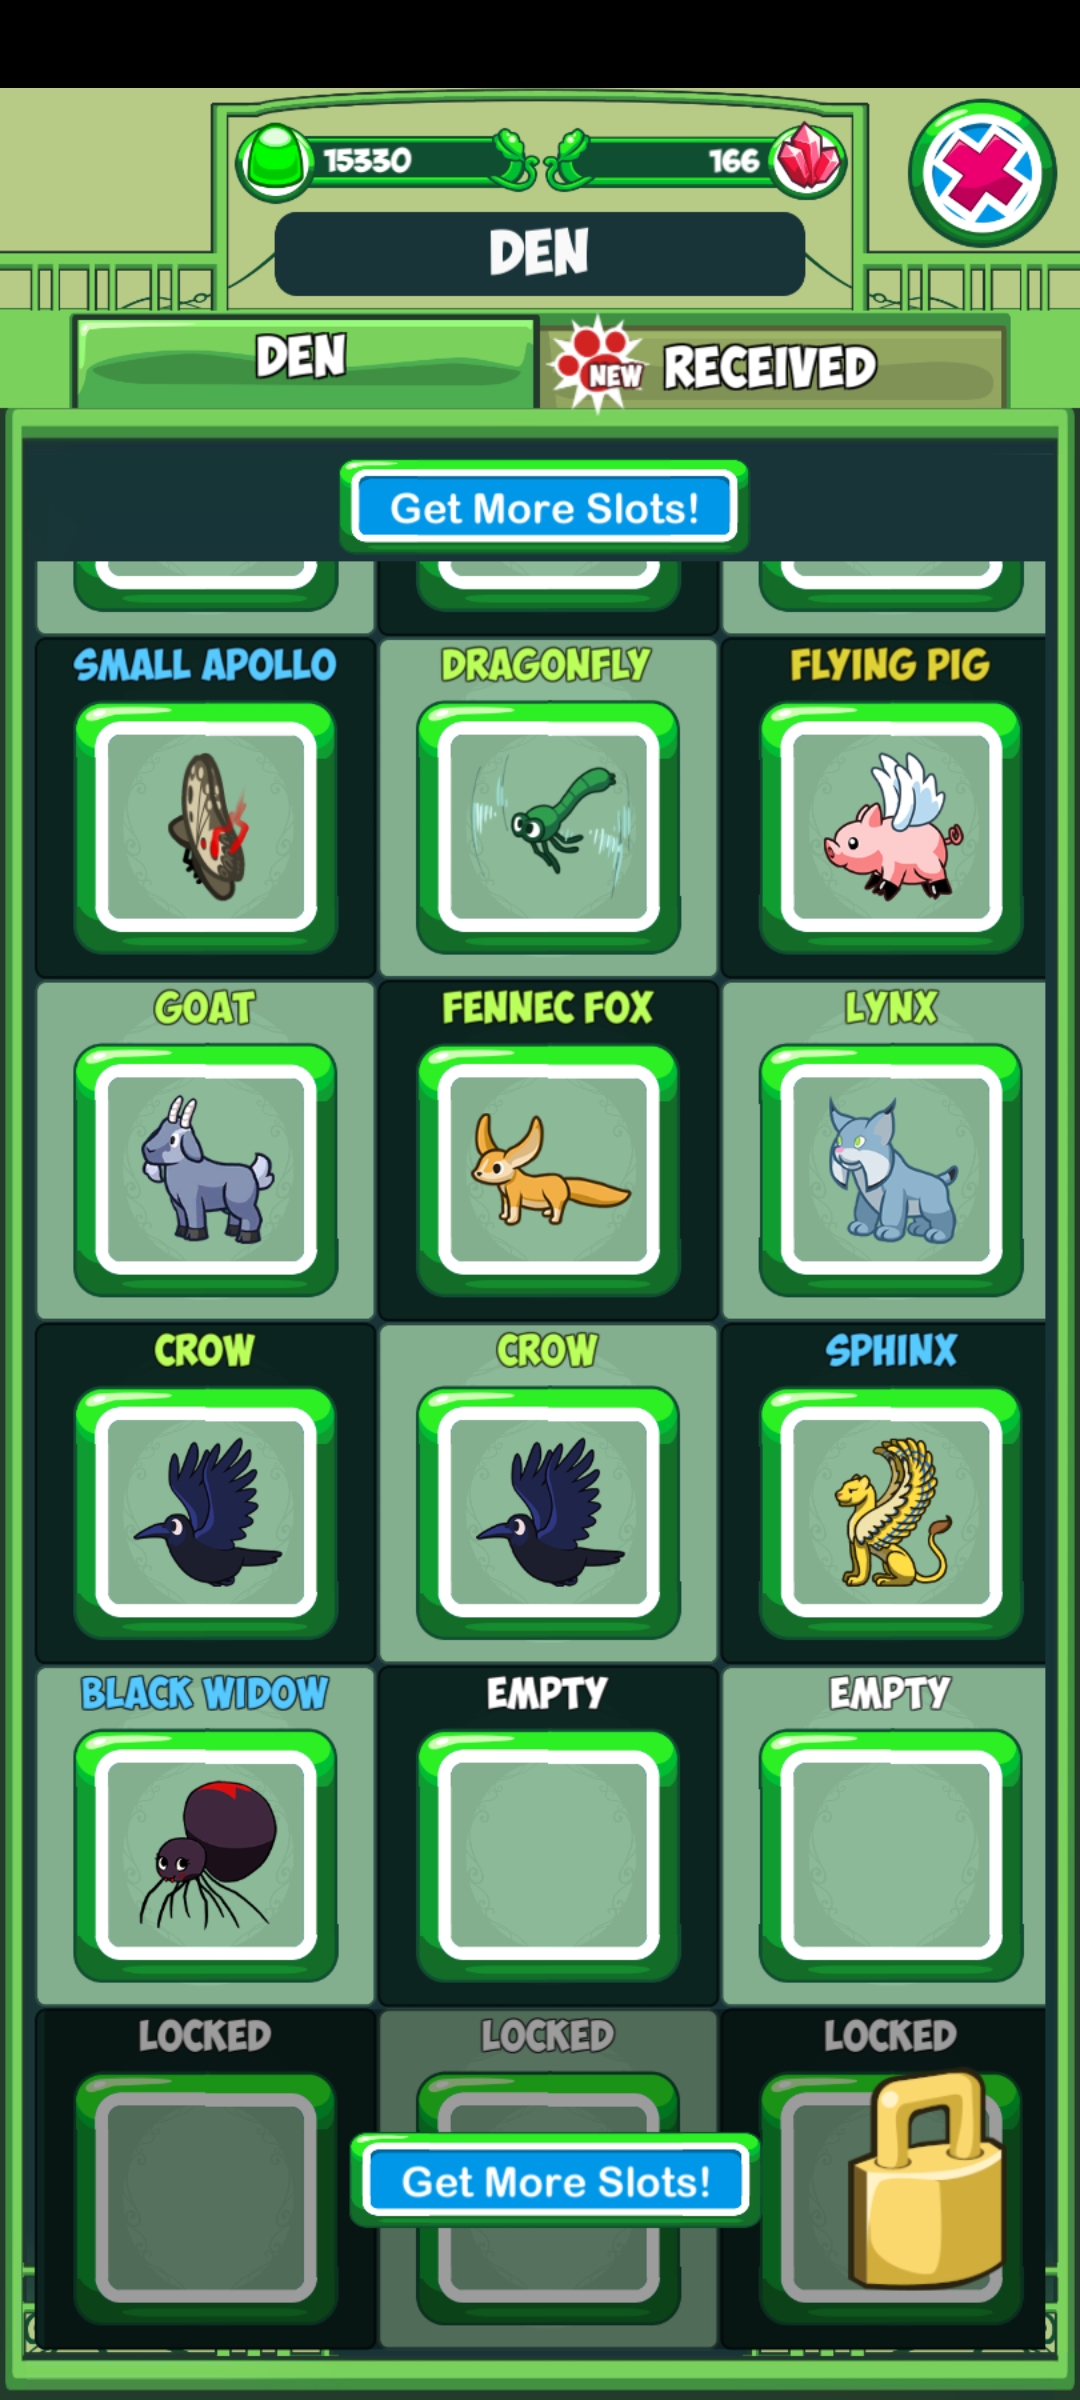 15330
166
DEN
DEN
NEW
RECEIVED
Get More Slots!
SMALL APOLLO
DRAGONFLY
FLYING PIG
GOAT
FENNEC FOX
LYNX
CROW
CROW
SPHINX
BLACK WIDOW
EMPTY
EMPTY
LOCKED
LOCKED
LOCKED
Get More Slots!